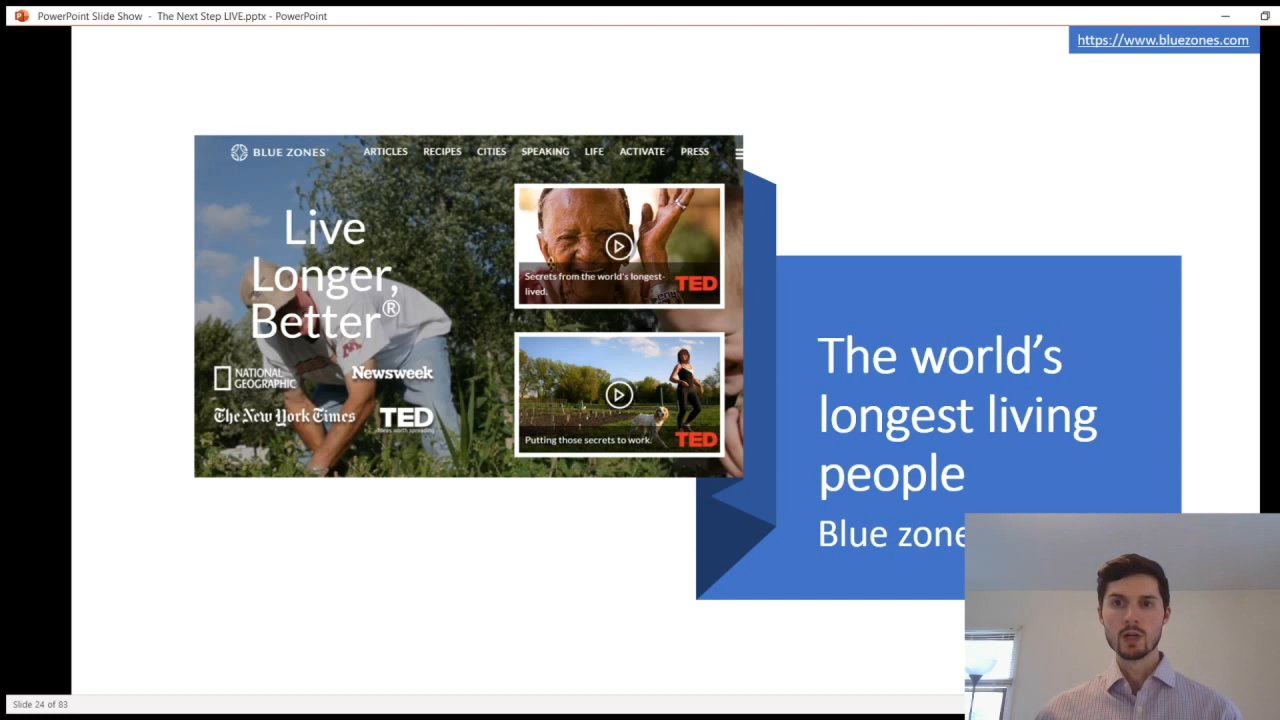 PowerPoint Slide Show - The Next Step LIVE.pptx - PowerPoint
https://www.bluezones.com
BLUE ZONES
ARTICLES RECIPES CITIES SPEAKING LIFE ACTIVATE PRESS
Live
Longer,
Better®
NATIONAL
GEOGRAPHIC
Newsweek
The New York Times
TED
Ideas worth spreading
Secrets from the world's longest-
lived.
TED
Putting those secrets to work.
TED
The world's
longest living
people
Blue zone
Slide 24 of 83